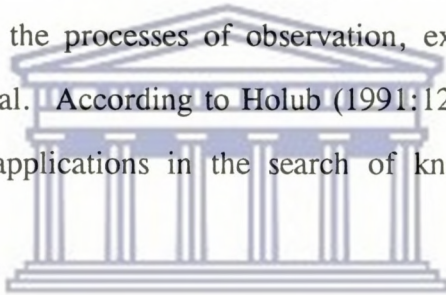 the processes of observation, ex
al. According to Holub (1991:12
applications in the search of kn